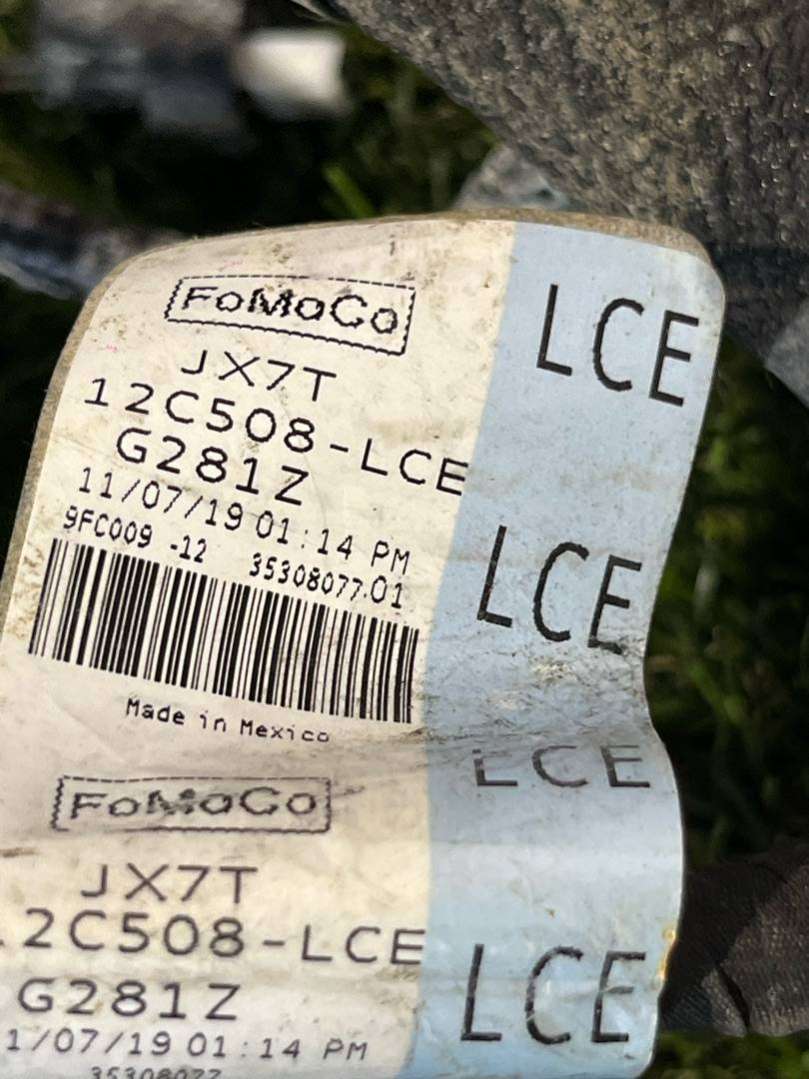 FoMoCo
JX7T
12C508-LCE
G281Z
11/07/19 01:14 PM
9FC009 -12 35308077.01
Made in Mexico
LCE
LCE
LCE
FoMoCo
JX7T
2C508-LCE
G281Z
1/07/19 01:14 PM
35308077
LCE